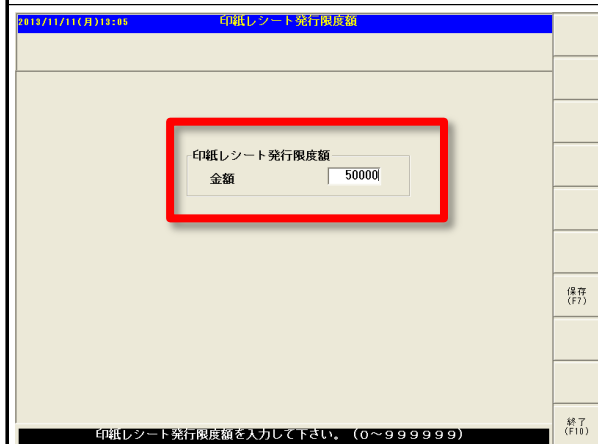 2013/11/11(月)13:05 印紙レシート発行限度額
印紙レシート発行限度額
金額 50000
保存
(F7)
終了
(F10)
印紙レシート発行限度額を入力して下さい。（０～９９９９９９）